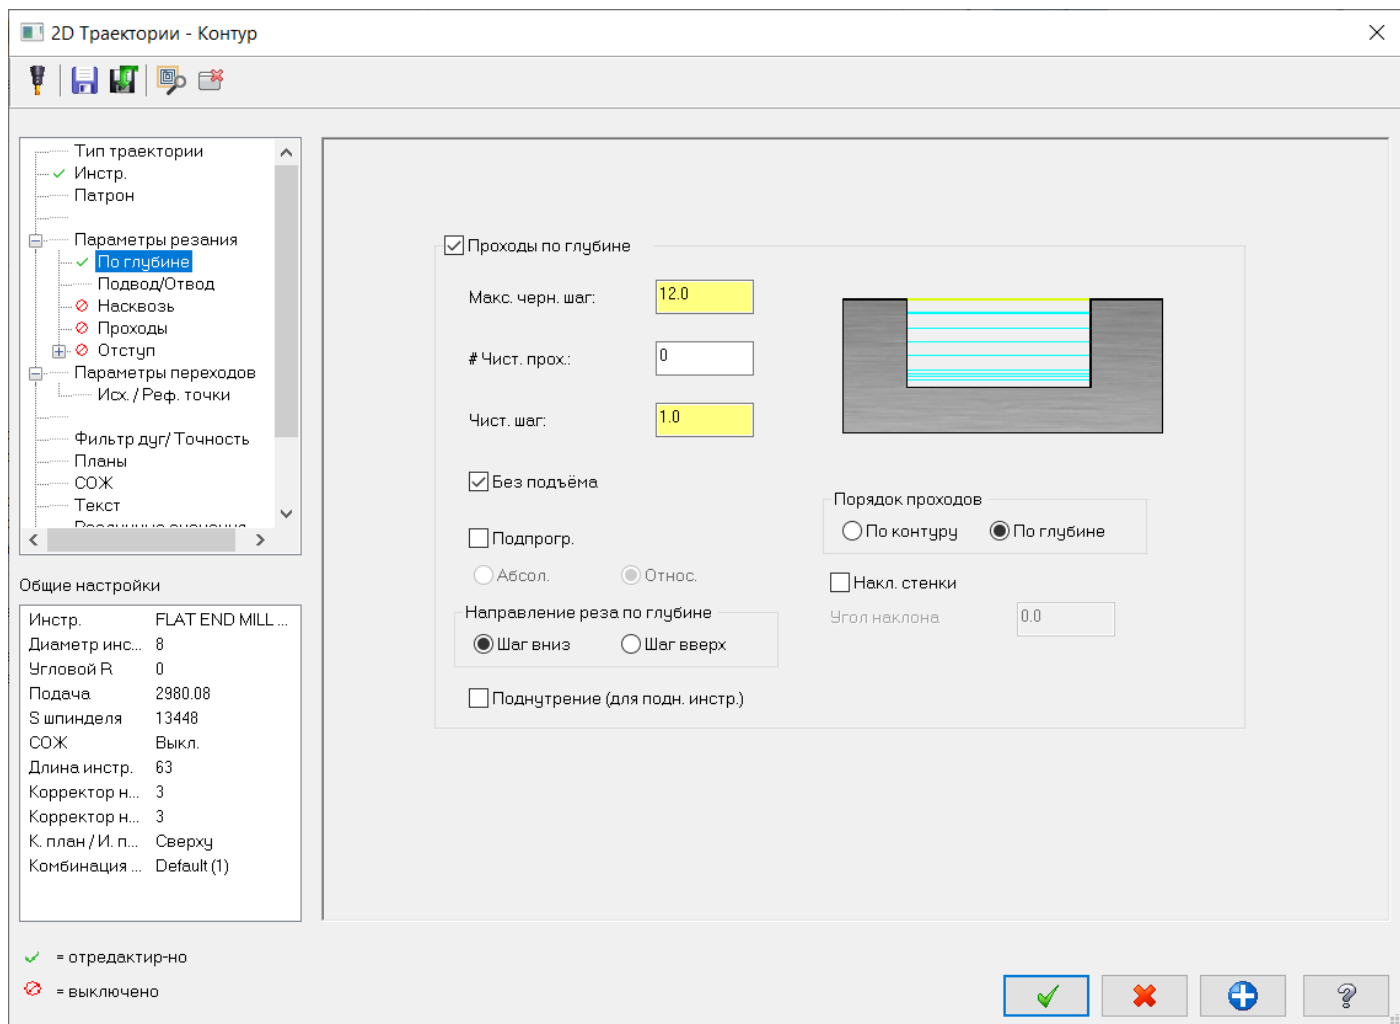 2D Траектории - Контур
Тип траектории
Инстр.
Патрон
Параметры резания
По глубине
Подвод/Отвод
Насквозь
Проходы
Отступ
Параметры переходов
Исх. / Реф. точки
Фильтр дуг/ Точность
Планы
СОЖ
Текст
Проходы по глубине
Макс. черн. шаг:
12.0
# Чист. прох.:
0
Чист. шаг:
1.0
Без подъёма
Подпрогр.
Абсол.
Относ.
Направление реза по глубине
Шаг вниз
Шаг вверх
Поднутрение (для подн. инстр.)
Порядок проходов
По контуру
По глубине
Накл. стенки
Угол наклона
0.0
Общие настройки
Инстр. FLAT END MILL ...
Диаметр инс... 8
Угловой R 0
Подача 2980.08
S шпинделя 13448
СОЖ Выкл.
Длина инстр. 63
Корректор н... 3
Корректор н... 3
К. план / И. п... Сверху
Комбинация ... Default (1)
= отредактир-но
= выключено